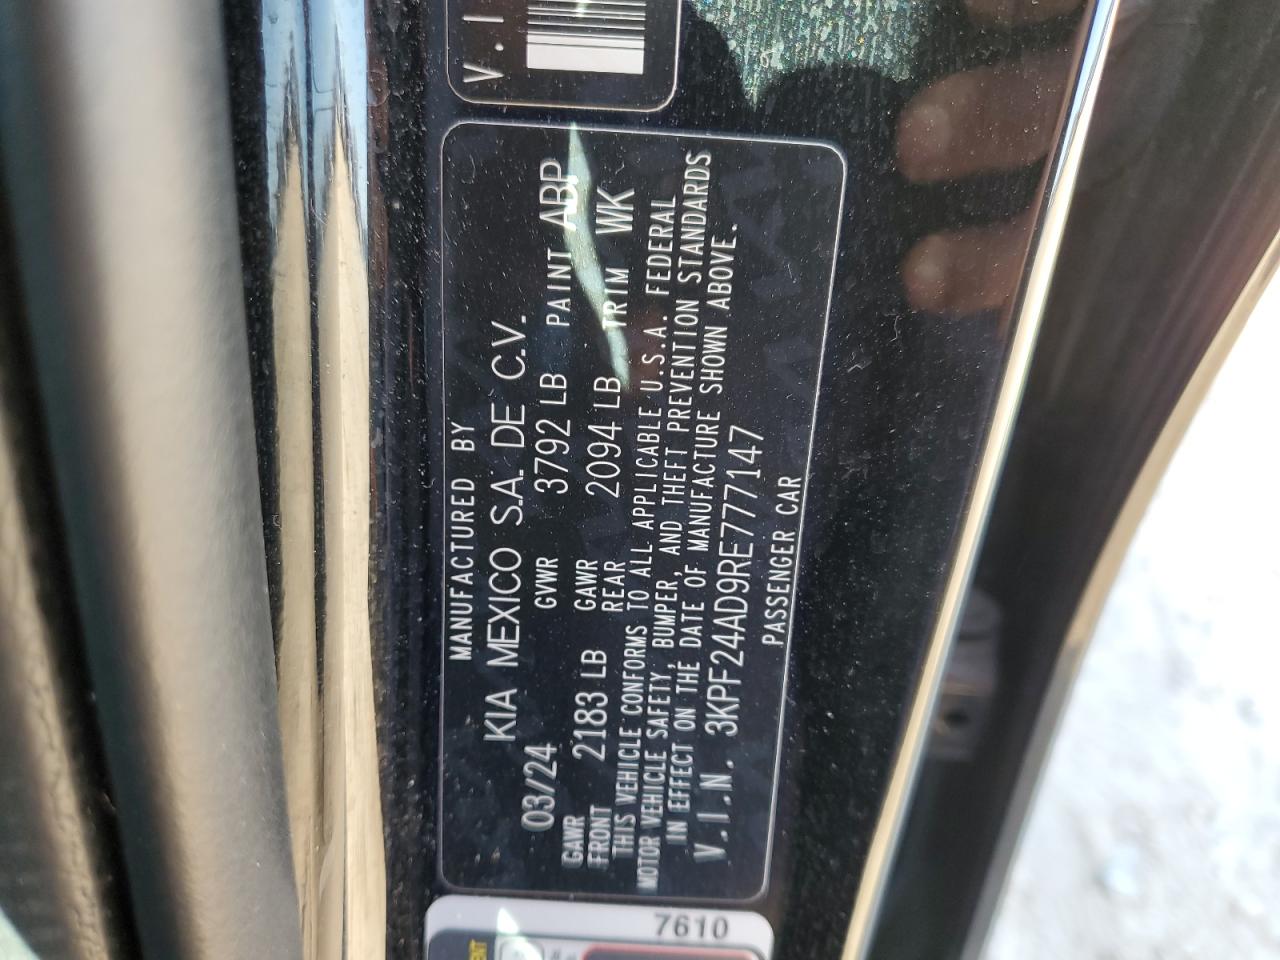 V.I
MANUFACTURED BY
KIA MEXICO S.A. DE C.V.
03/24 GVWR 3792 LB PAINT ABP
GAWR FRONT 2183 LB GAWR REAR 2094 LB TRIM WK
THIS VEHICLE CONFORMS TO ALL APPLICABLE U.S.A. FEDERAL
MOTOR VEHICLE SAFETY, BUMPER, AND THEFT PREVENTION STANDARDS
IN EFFECT ON THE DATE OF MANUFACTURE SHOWN ABOVE.
V.I.N. 3KPF24AD9RE777147
PASSENGER CAR
7610